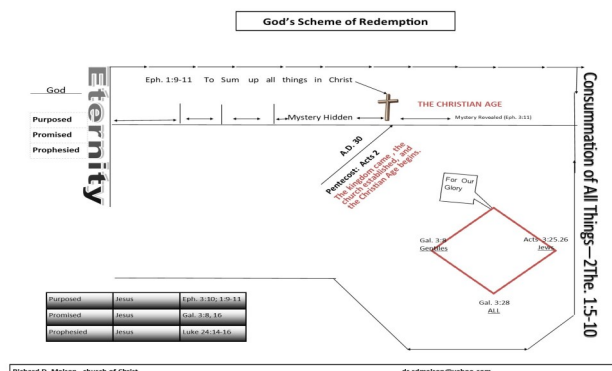 God's Scheme of Redemption
Eph. 1:9-11 To Sum up all things in Christ
God
Purposed
Promised
Prophesied
Eternity
THE CHRISTIAN AGE
Mystery Hidden
Mystery Revealed (Eph. 3:11)
A.D. 30
Pentecost: Acts 2
The kingdom came, the
church established, and
the Christian Age begins.
For Our
Glory
Gal. 3:8
Gentiles
Acts 3:25.26
Jews
Gal. 3:28
ALL
Consummation of All Things—2The. 1:5-10
Purposed Jesus Eph. 3:10; 1:9-11
Promised Jesus Gal. 3:8, 16
Prophesied Jesus Luke 24:14-16
Richard D. church of Christ